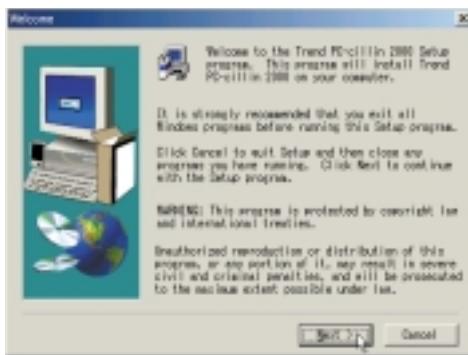 Welcome
Welcome to the Trend PC-cillin 2000 Setup
program. This program will install Trend
PC-cillin 2000 on your computer.
It is strongly recommended that you exit all
Windows programs before running this Setup program.
Click Cancel to quit Setup and then close any
programs you have running. Click Next to continue
with the Setup program.
WARNING: This program is protected by copyright law
and international treaties.
Unauthorized reproduction or distribution of this
program, or any portion of it, may result in severe
civil and criminal penalties, and will be prosecuted
to the maximum extent possible under law.
Next >
Cancel